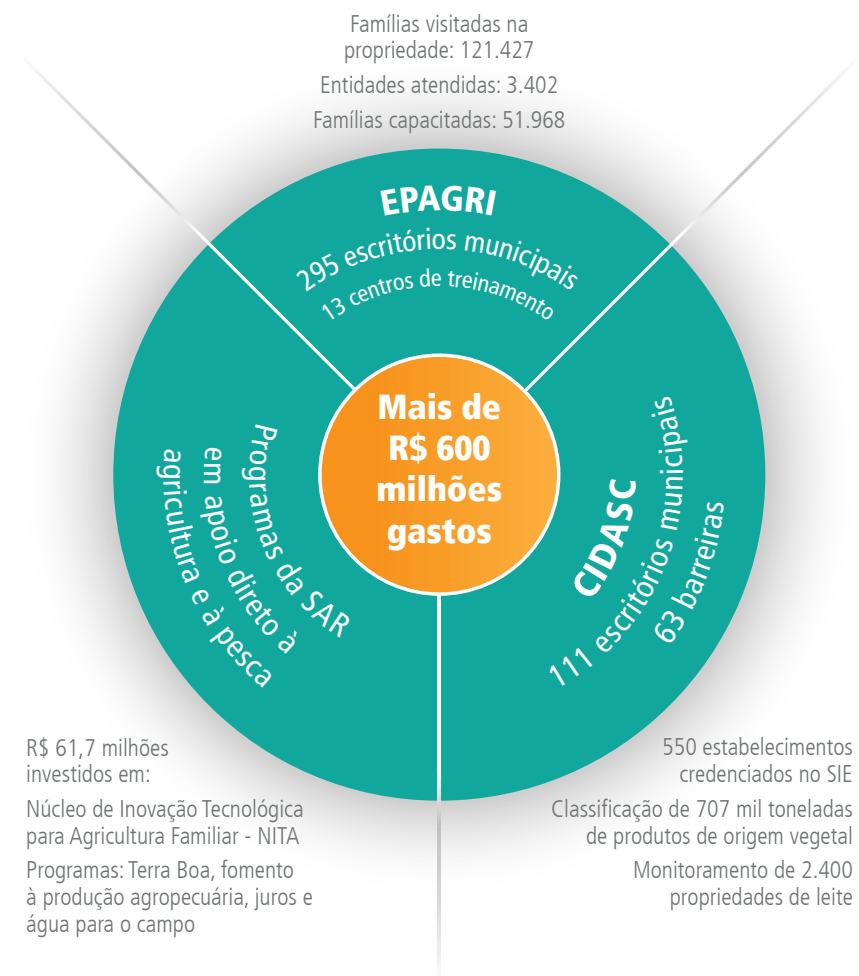 Famílias visitadas na
propriedade: 121.427
Entidades atendidas: 3.402
Famílias capacitadas: 51.968
EPAGRI
295 escritórios municipais
13 centros de treinamento
Mais de
R$ 600
milhões
gastos
Programas da SAR
em apoio direto à
agricultura e à pesca
CIDASC
111 escritórios municipais
63 barreiras
R$ 61,7 milhões
investidos em:
Núcleo de Inovação Tecnológica
para Agricultura Familiar - NITA
Programas: Terra Boa, fomento
à produção agropecuária, juros e
água para o campo
550 estabelecimentos
credenciados no SIE
Classificação de 707 mil toneladas
de produtos de origem vegetal
Monitoramento de 2.400
propriedades de leite